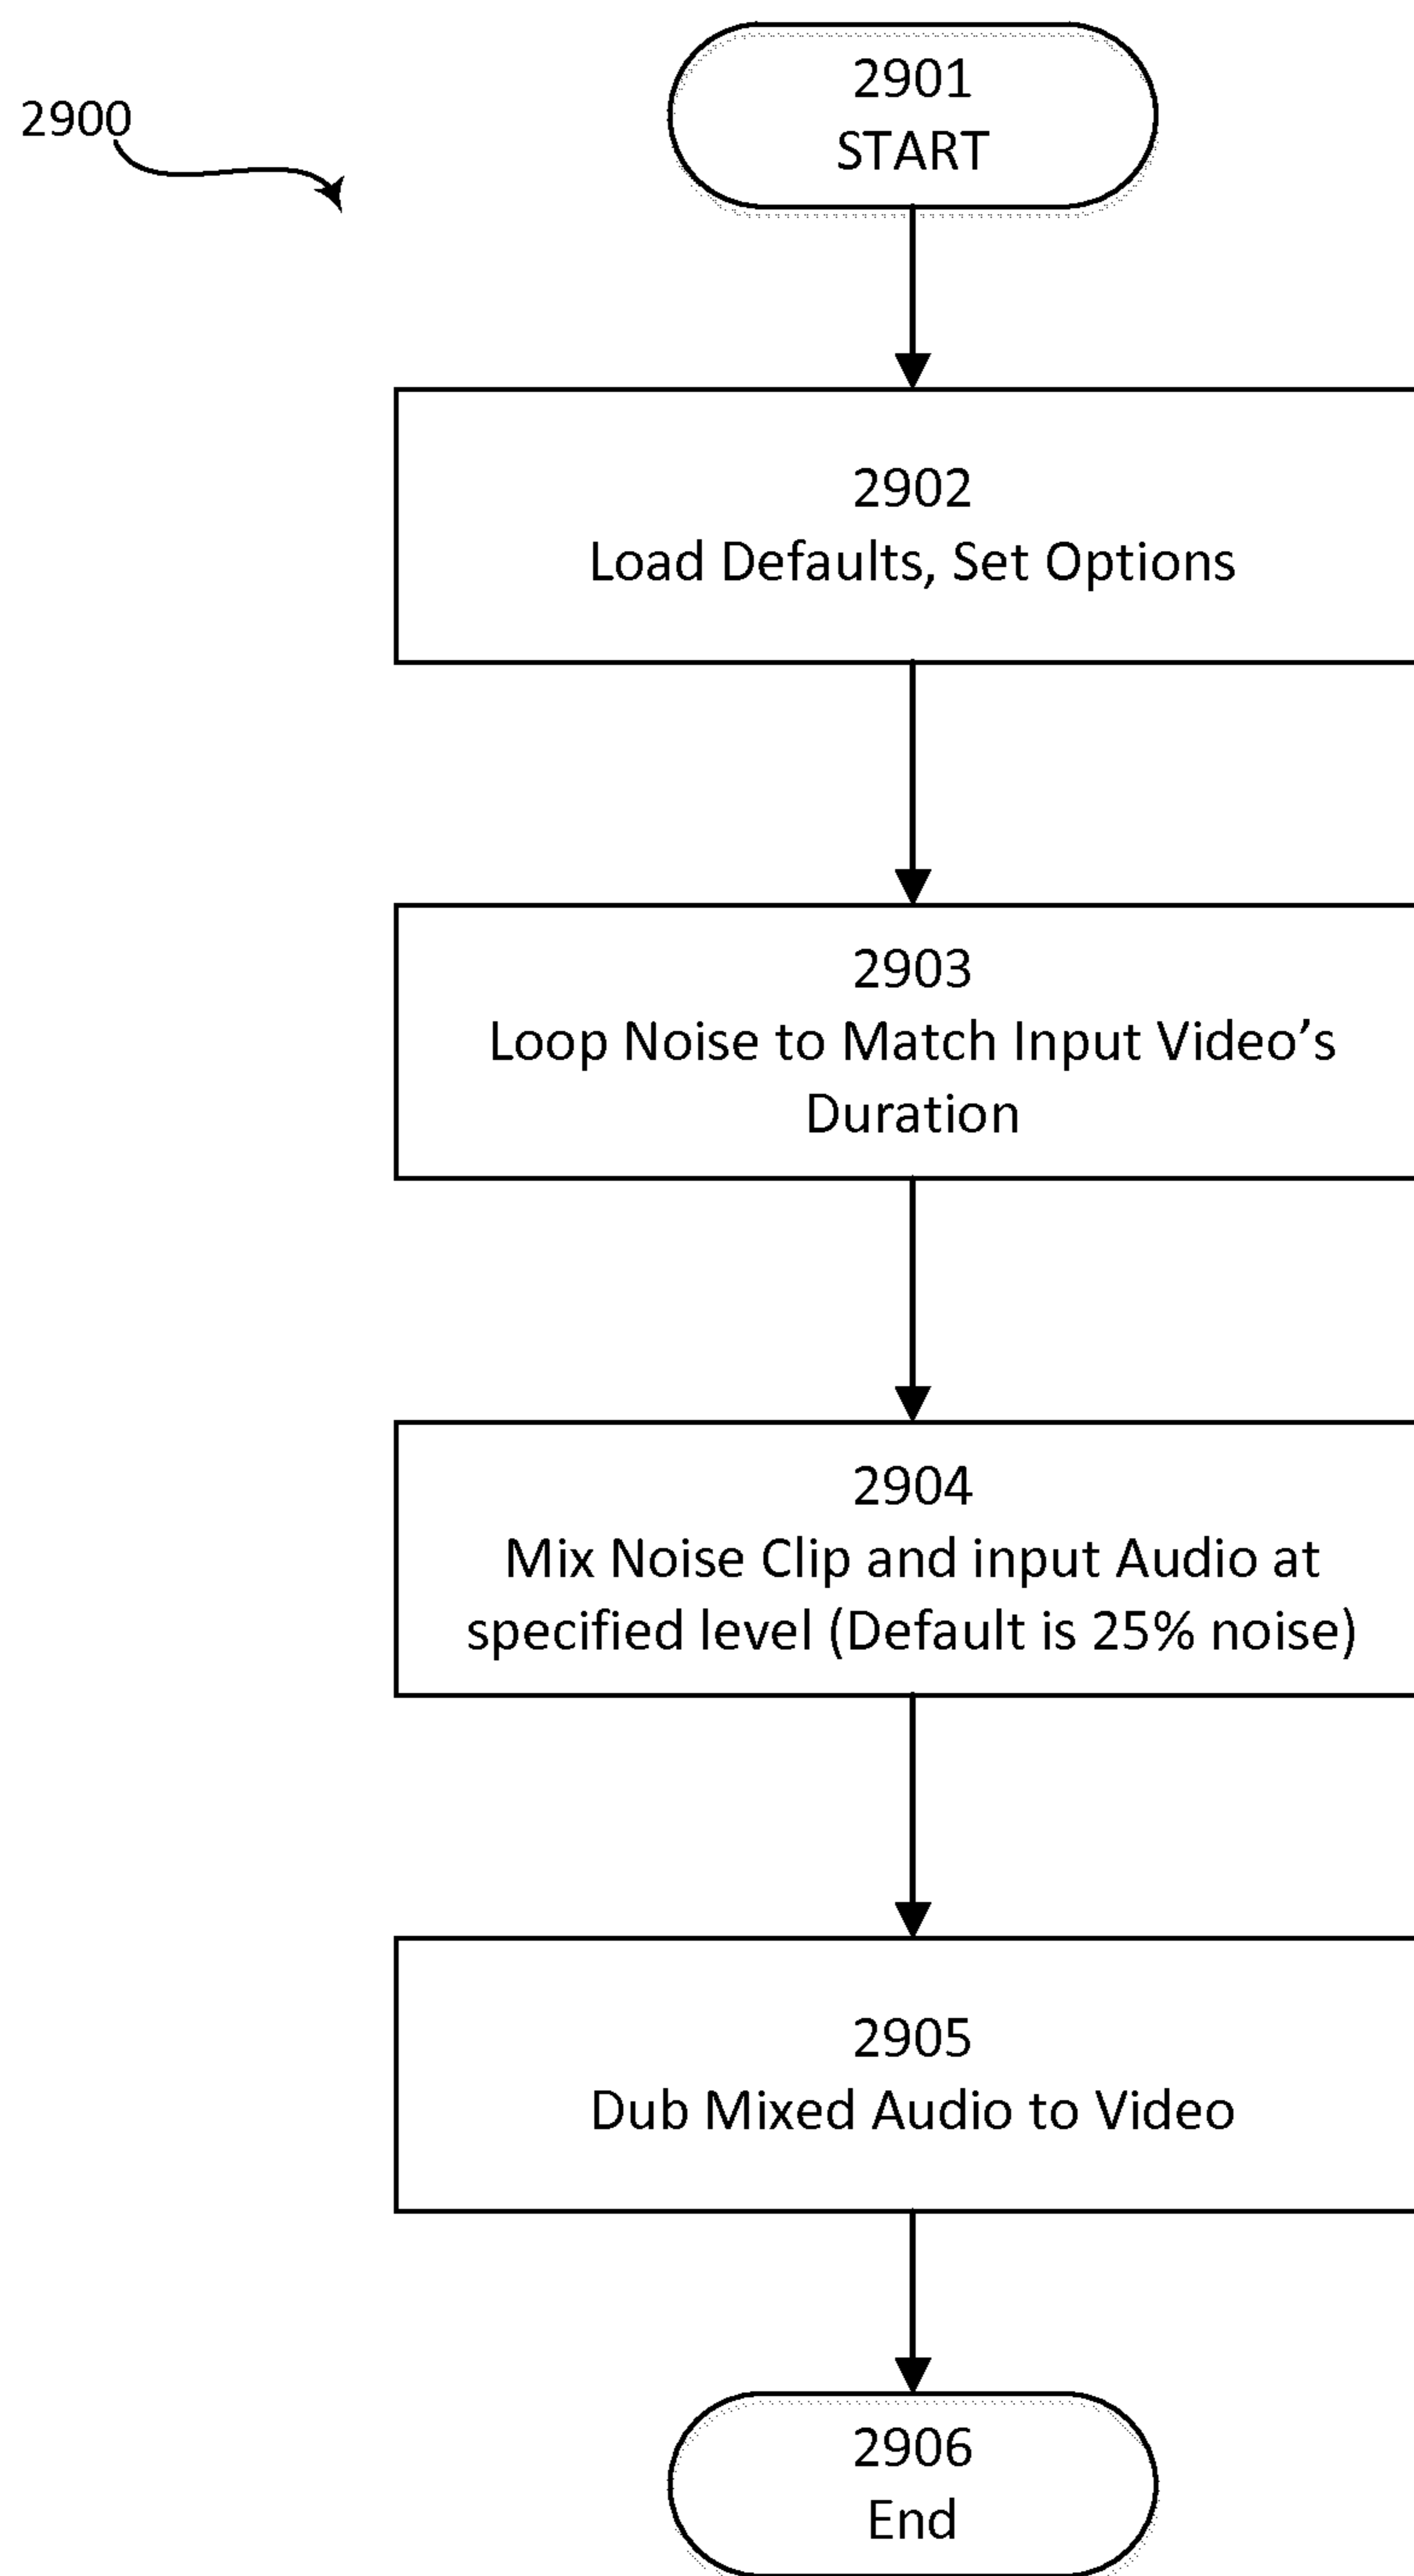 2900
2901
START
2902
Load Defaults, Set Options
2903
Loop Noise to Match Input Video’s
Duration
2904
Mix Noise Clip and input Audio at
specified level (Default is 25% noise)
2905
Dub Mixed Audio to Video
2906
End